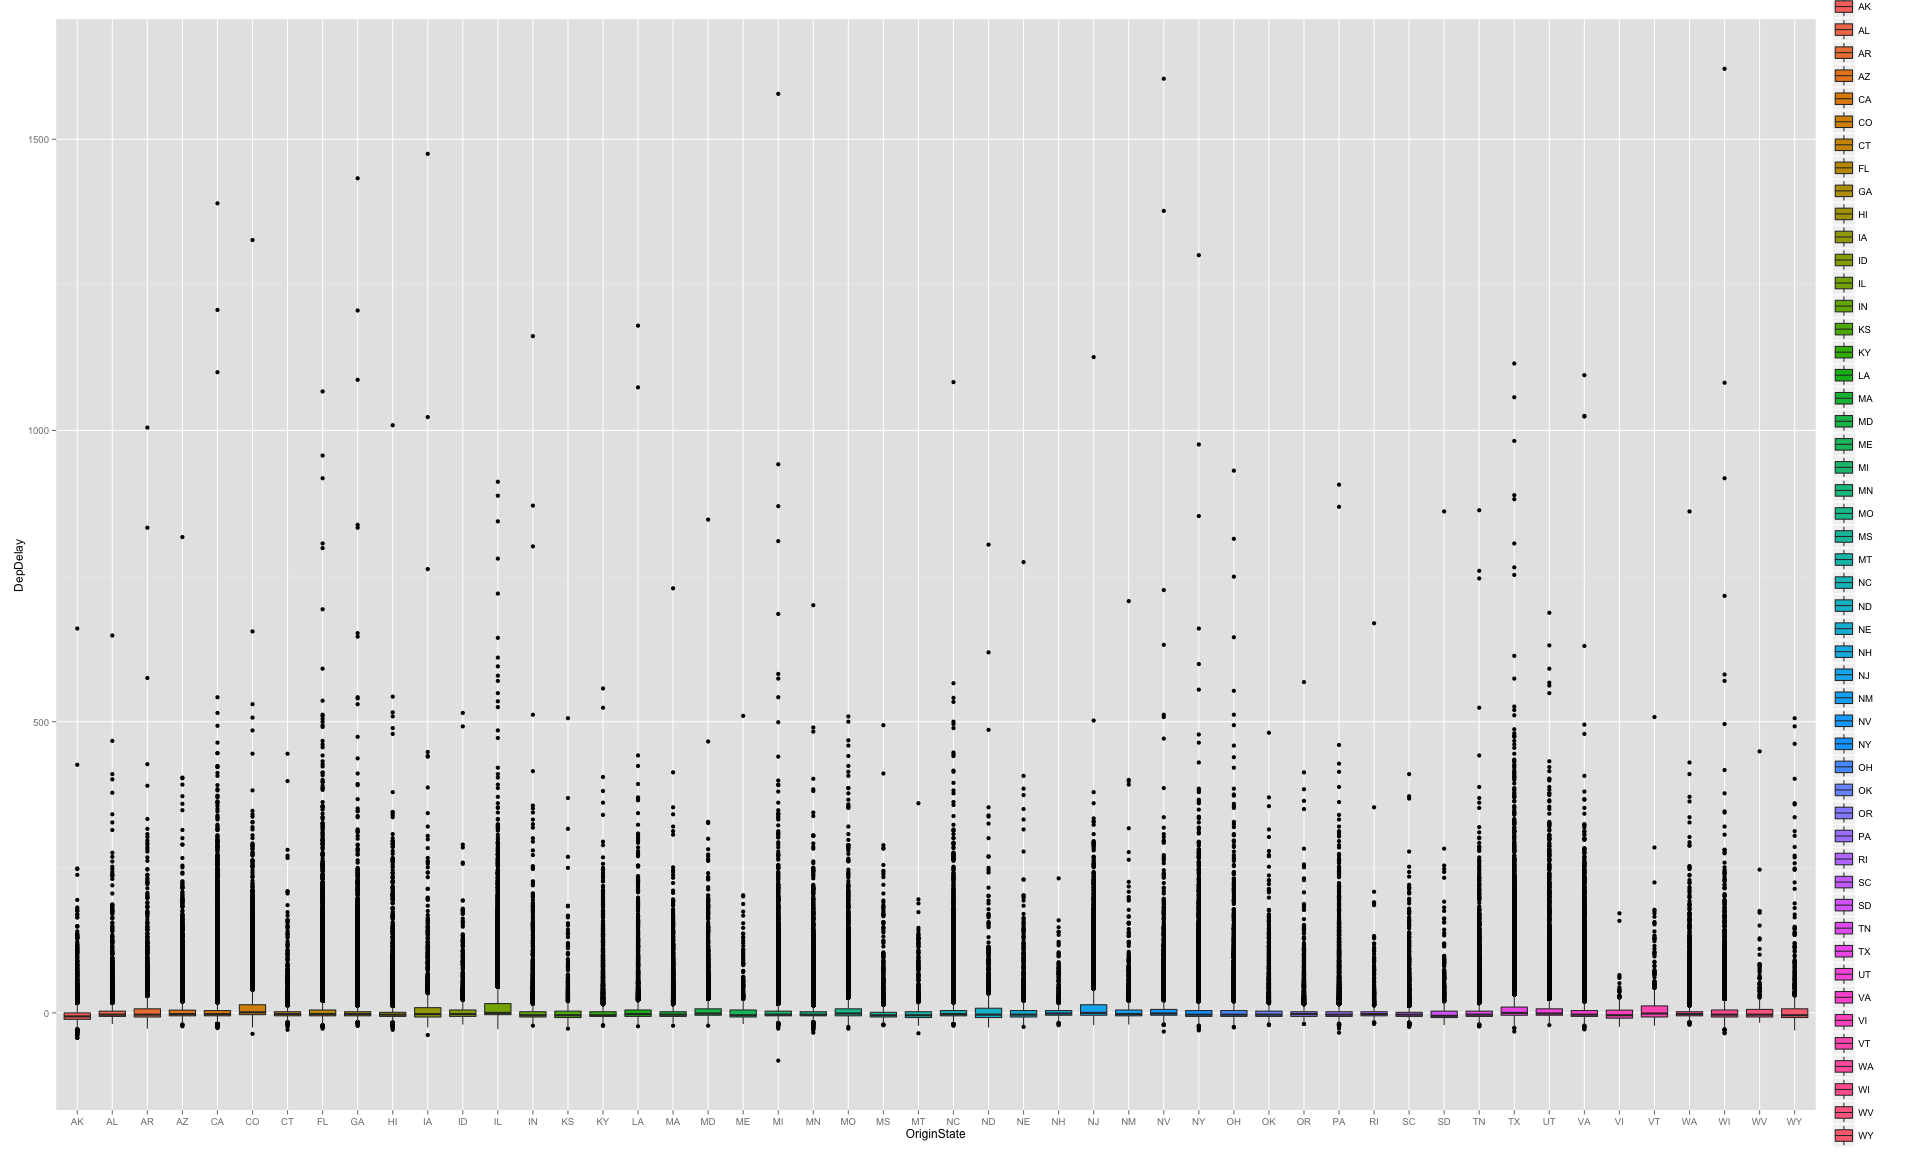 1500
1000
500
0
DepDelay
AK AL AR AZ CA CO CT FL GA HI IA ID IL IN KS KY LA MA MD ME MI MN MO MS MT NC ND NE NH NJ NM NV NY OH OK OR PA RI SC SD TN TX UT VA VI VT WA WI WV WY
OriginState
AK
AL
AR
AZ
CA
CO
CT
FL
GA
HI
IA
ID
IL
IN
KS
KY
LA
MA
MD
ME
MI
MN
MO
MS
MT
NC
ND
NE
NH
NJ
NM
NV
NY
OH
OK
OR
PA
RI
SC
SD
TN
TX
UT
VA
VI
VT
WA
WI
WV
WY